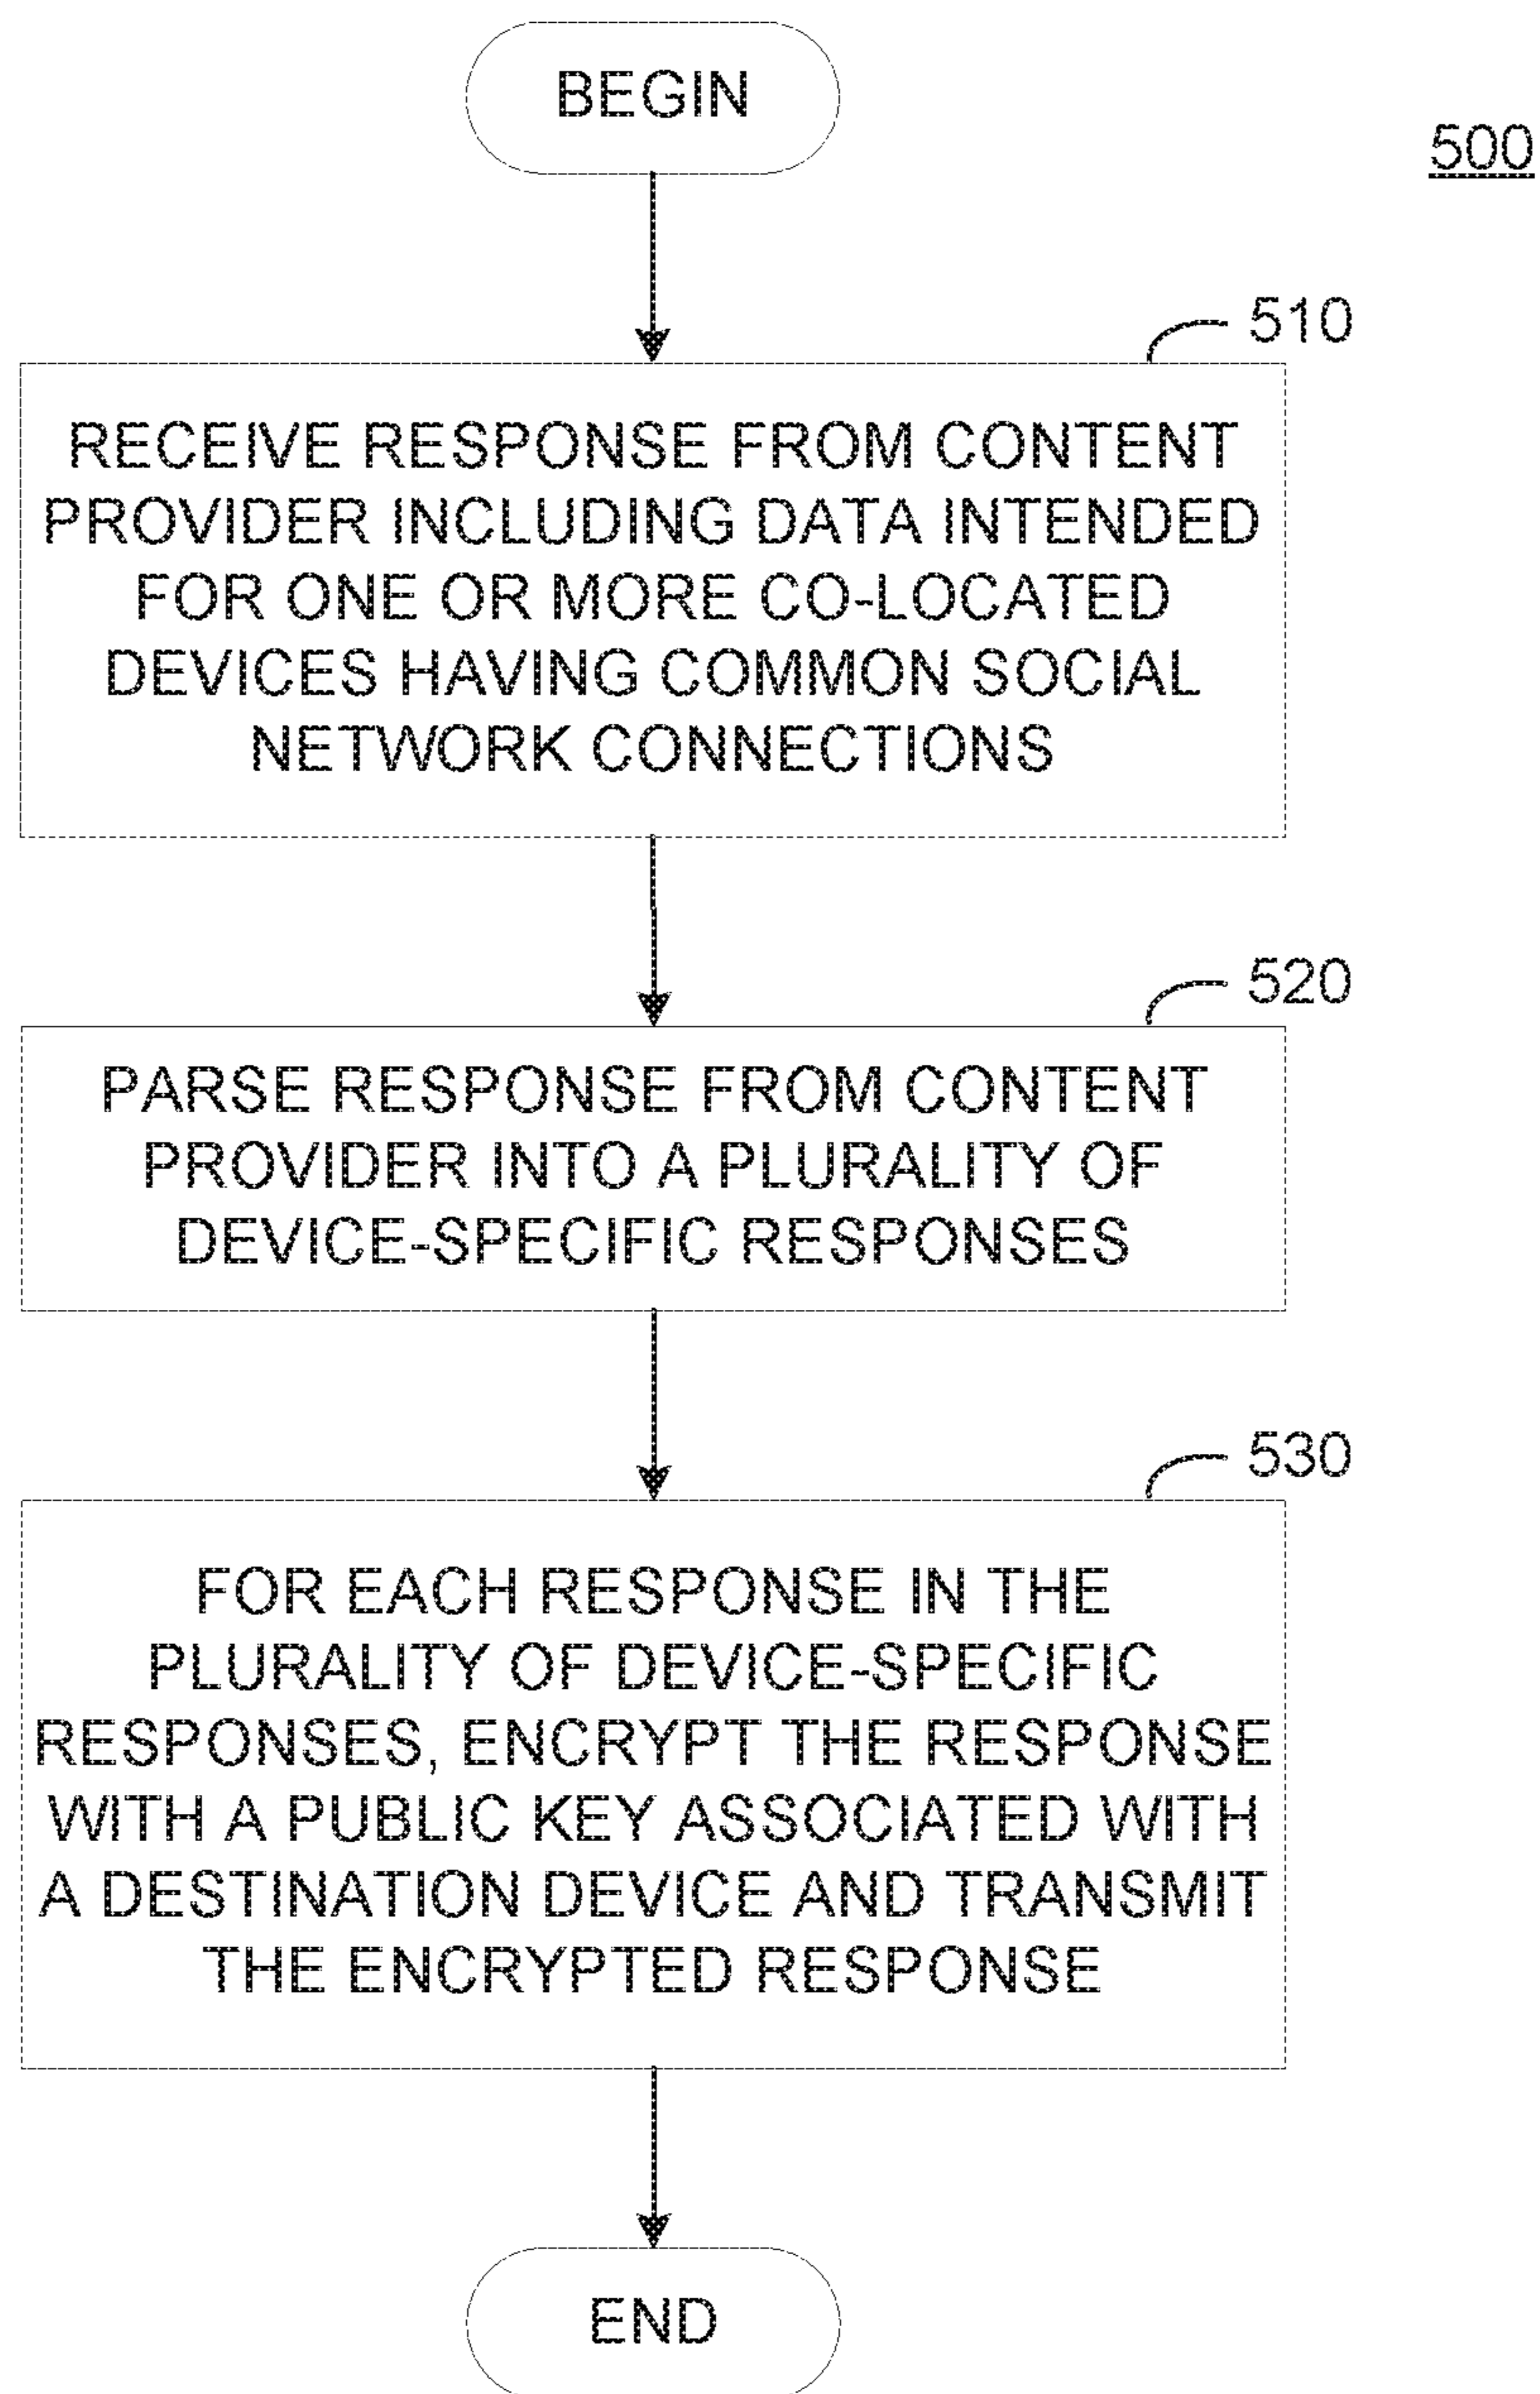 BEGIN
500
510
RECEIVE RESPONSE FROM CONTENT
PROVIDER INCLUDING DATA INTENDED
FOR ONE OR MORE CO-LOCATED
DEVICES HAVING COMMON SOCIAL
NETWORK CONNECTIONS
520
PARSE RESPONSE FROM CONTENT
PROVIDER INTO A PLURALITY OF
DEVICE-SPECIFIC RESPONSES
530
FOR EACH RESPONSE IN THE
PLURALITY OF DEVICE-SPECIFIC
RESPONSES, ENCRYPT THE RESPONSE
WITH A PUBLIC KEY ASSOCIATED WITH
A DESTINATION DEVICE AND TRANSMIT
THE ENCRYPTED RESPONSE
END